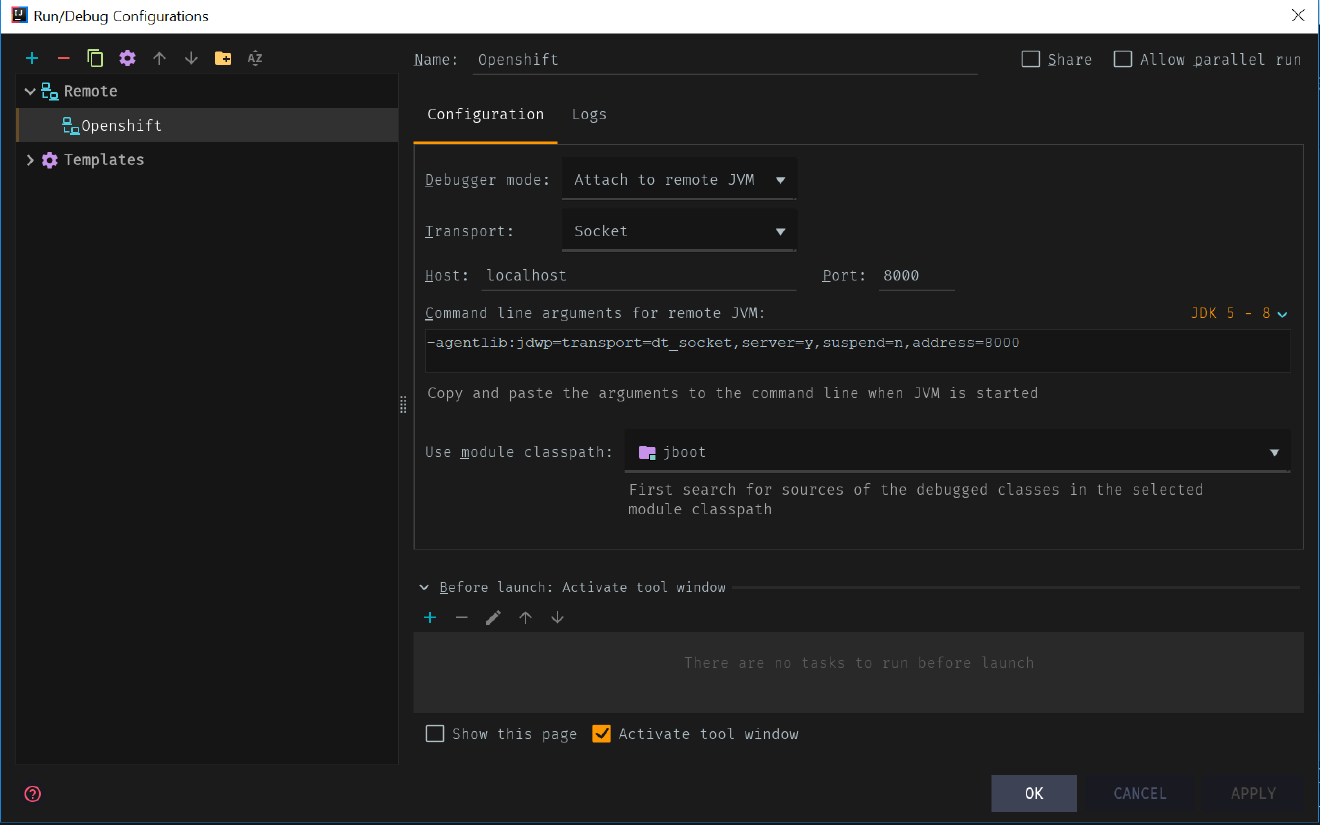 Run/Debug Configurations
Name: Openshift
Share
Allow parallel run
Remote
Openshift
Templates
Configuration
Logs
Debugger mode: Attach to remote JVM
Transport: Socket
Host: localhost
Port: 8000
Command line arguments for remote JVM:
JDK 5 - 8
-agentlib:jdwp=transport=dt_socket,server=y,suspend=n,address=8000
Copy and paste the arguments to the command line when JVM is started
Use module classpath: jboot
First search for sources of the debugged classes in the selected
module classpath
Before launch: Activate tool window
There are no tasks to run before launch
Show this page
Activate tool window
OK
CANCEL
APPLY